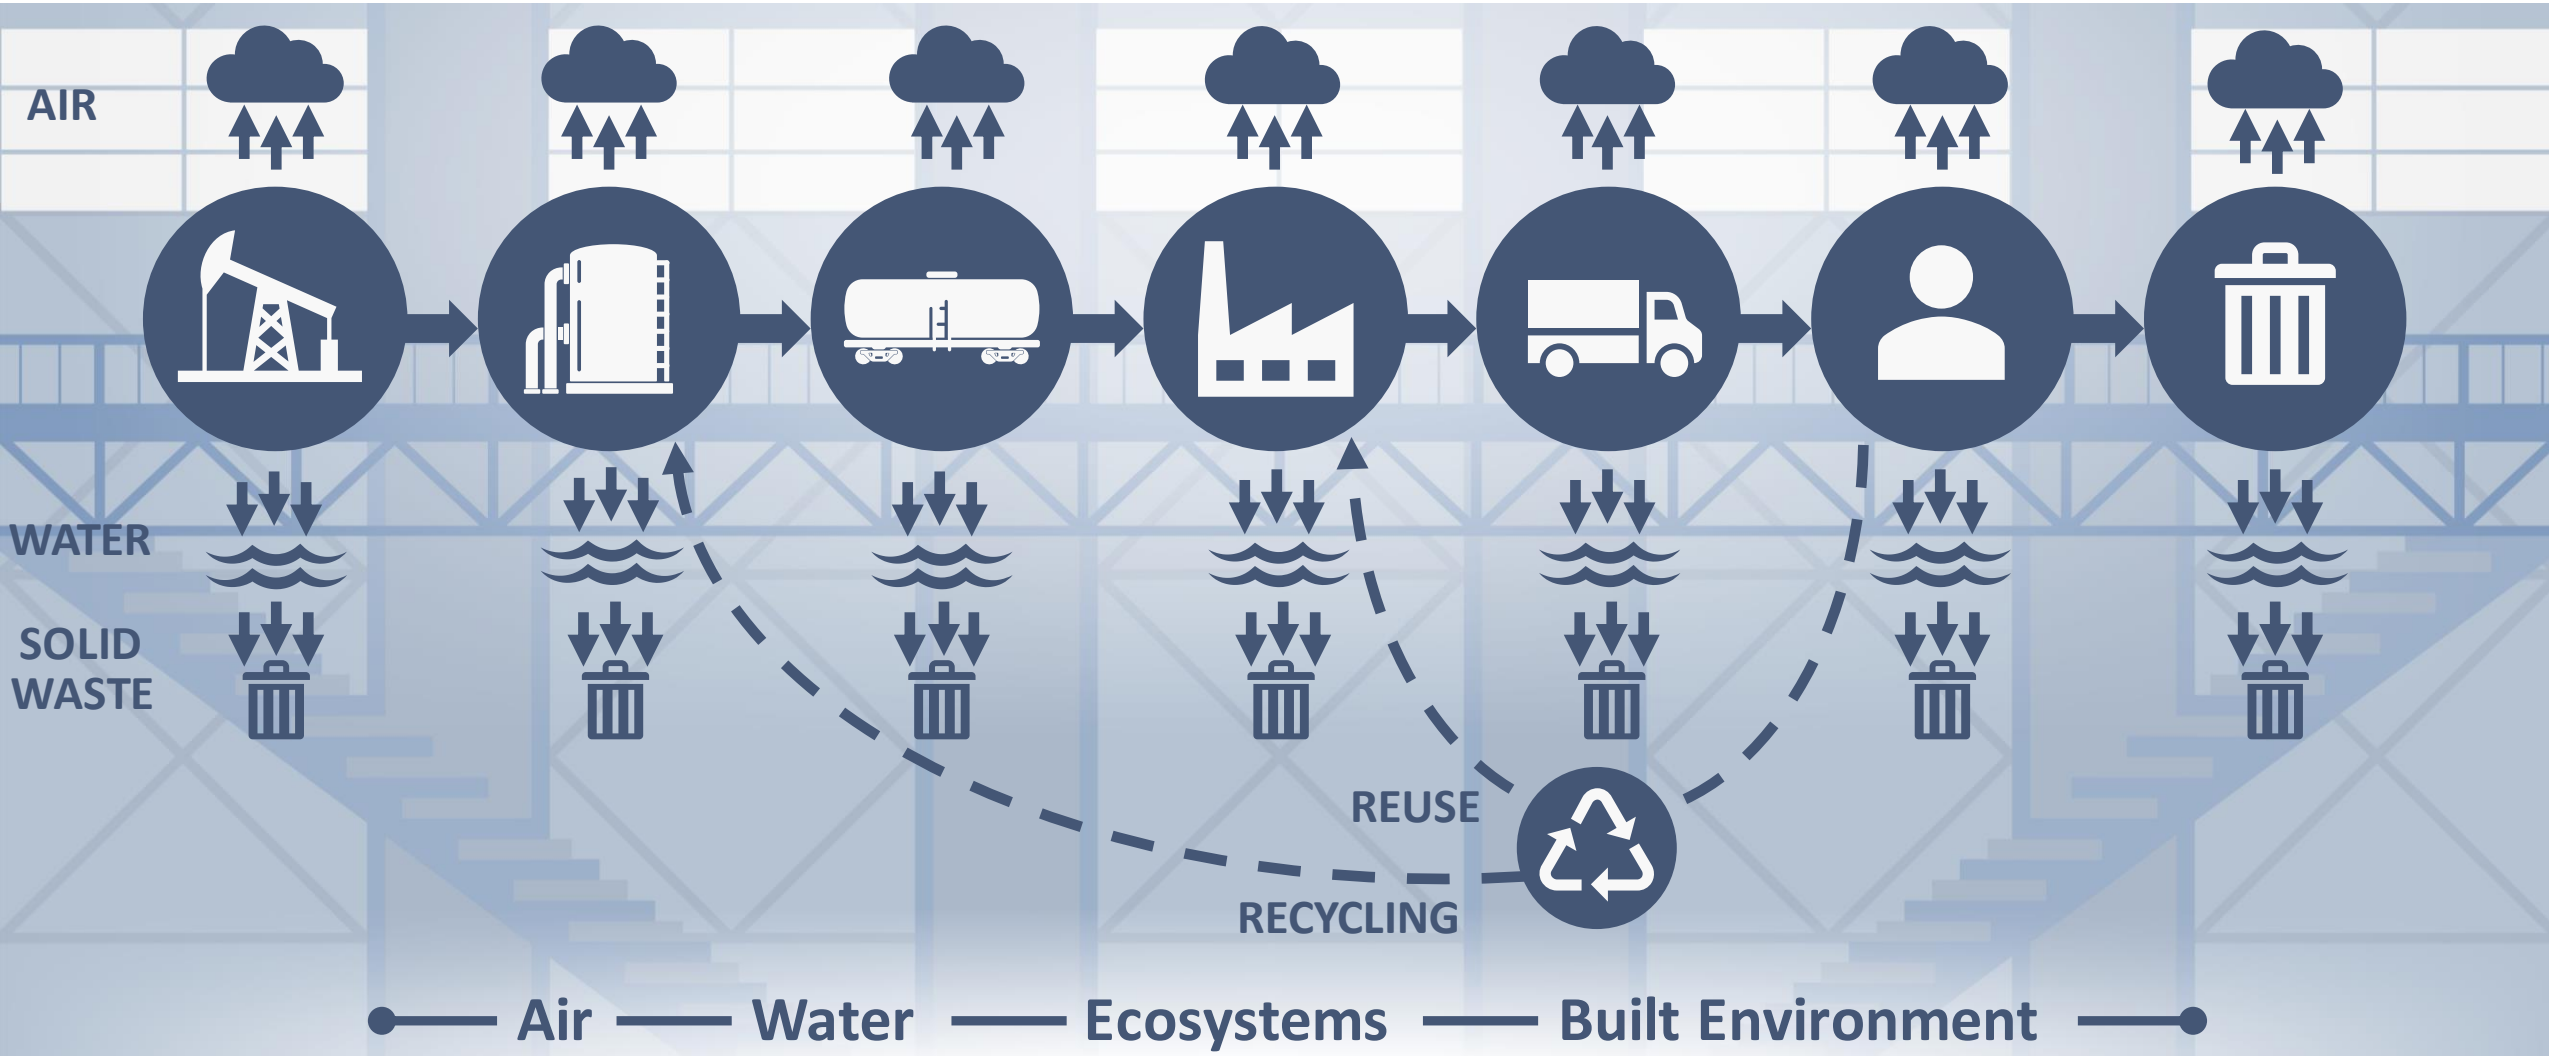 AIR
WATER
SOLID
WASTE
REUSE
RECYCLING
Air Water Ecosystems Built Environment